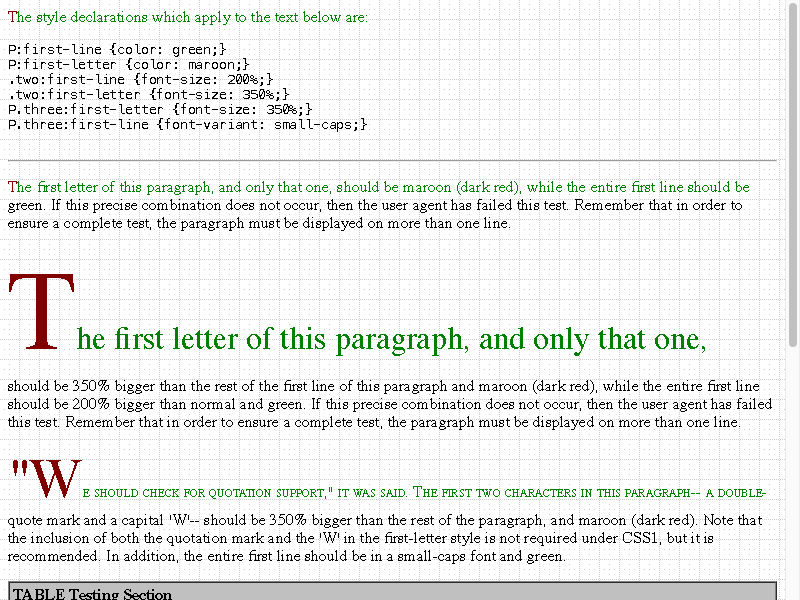 The style declarations which apply to the text below are:
P:first-line {color: green;}
P:first-letter {color: maroon;}
.two:first-line {font-size: 200%;}
.two:first-letter {font-size: 350%;}
P.three:first-letter {font-size: 350%;}
P.three:first-line {font-variant: small-caps;}
The first letter of this paragraph, and only that one, should be maroon (dark red), while the entire first line should be
green. If this precise combination does not occur, then the user agent has failed this test. Remember that in order to
ensure a complete test, the paragraph must be displayed on more than one line.
The first letter of this paragraph, and only that one,
should be 350% bigger than the rest of the first line of this paragraph and maroon (dark red), while the entire first line
should be 200% bigger than normal and green. If this precise combination does not occur, then the user agent has failed
this test. Remember that in order to ensure a complete test, the paragraph must be displayed on more than one line.
"We should check for quotation support," it was said. The first two characters in this paragraph-- a double-
quote mark and a capital 'W'-- should be 350% bigger than the rest of the paragraph, and maroon (dark red). Note that
the inclusion of both the quotation mark and the 'W' in the first-letter style is not required under CSS1, but it is
recommended. In addition, the entire first line should be in a small-caps font and green.
TABLE Testing Section